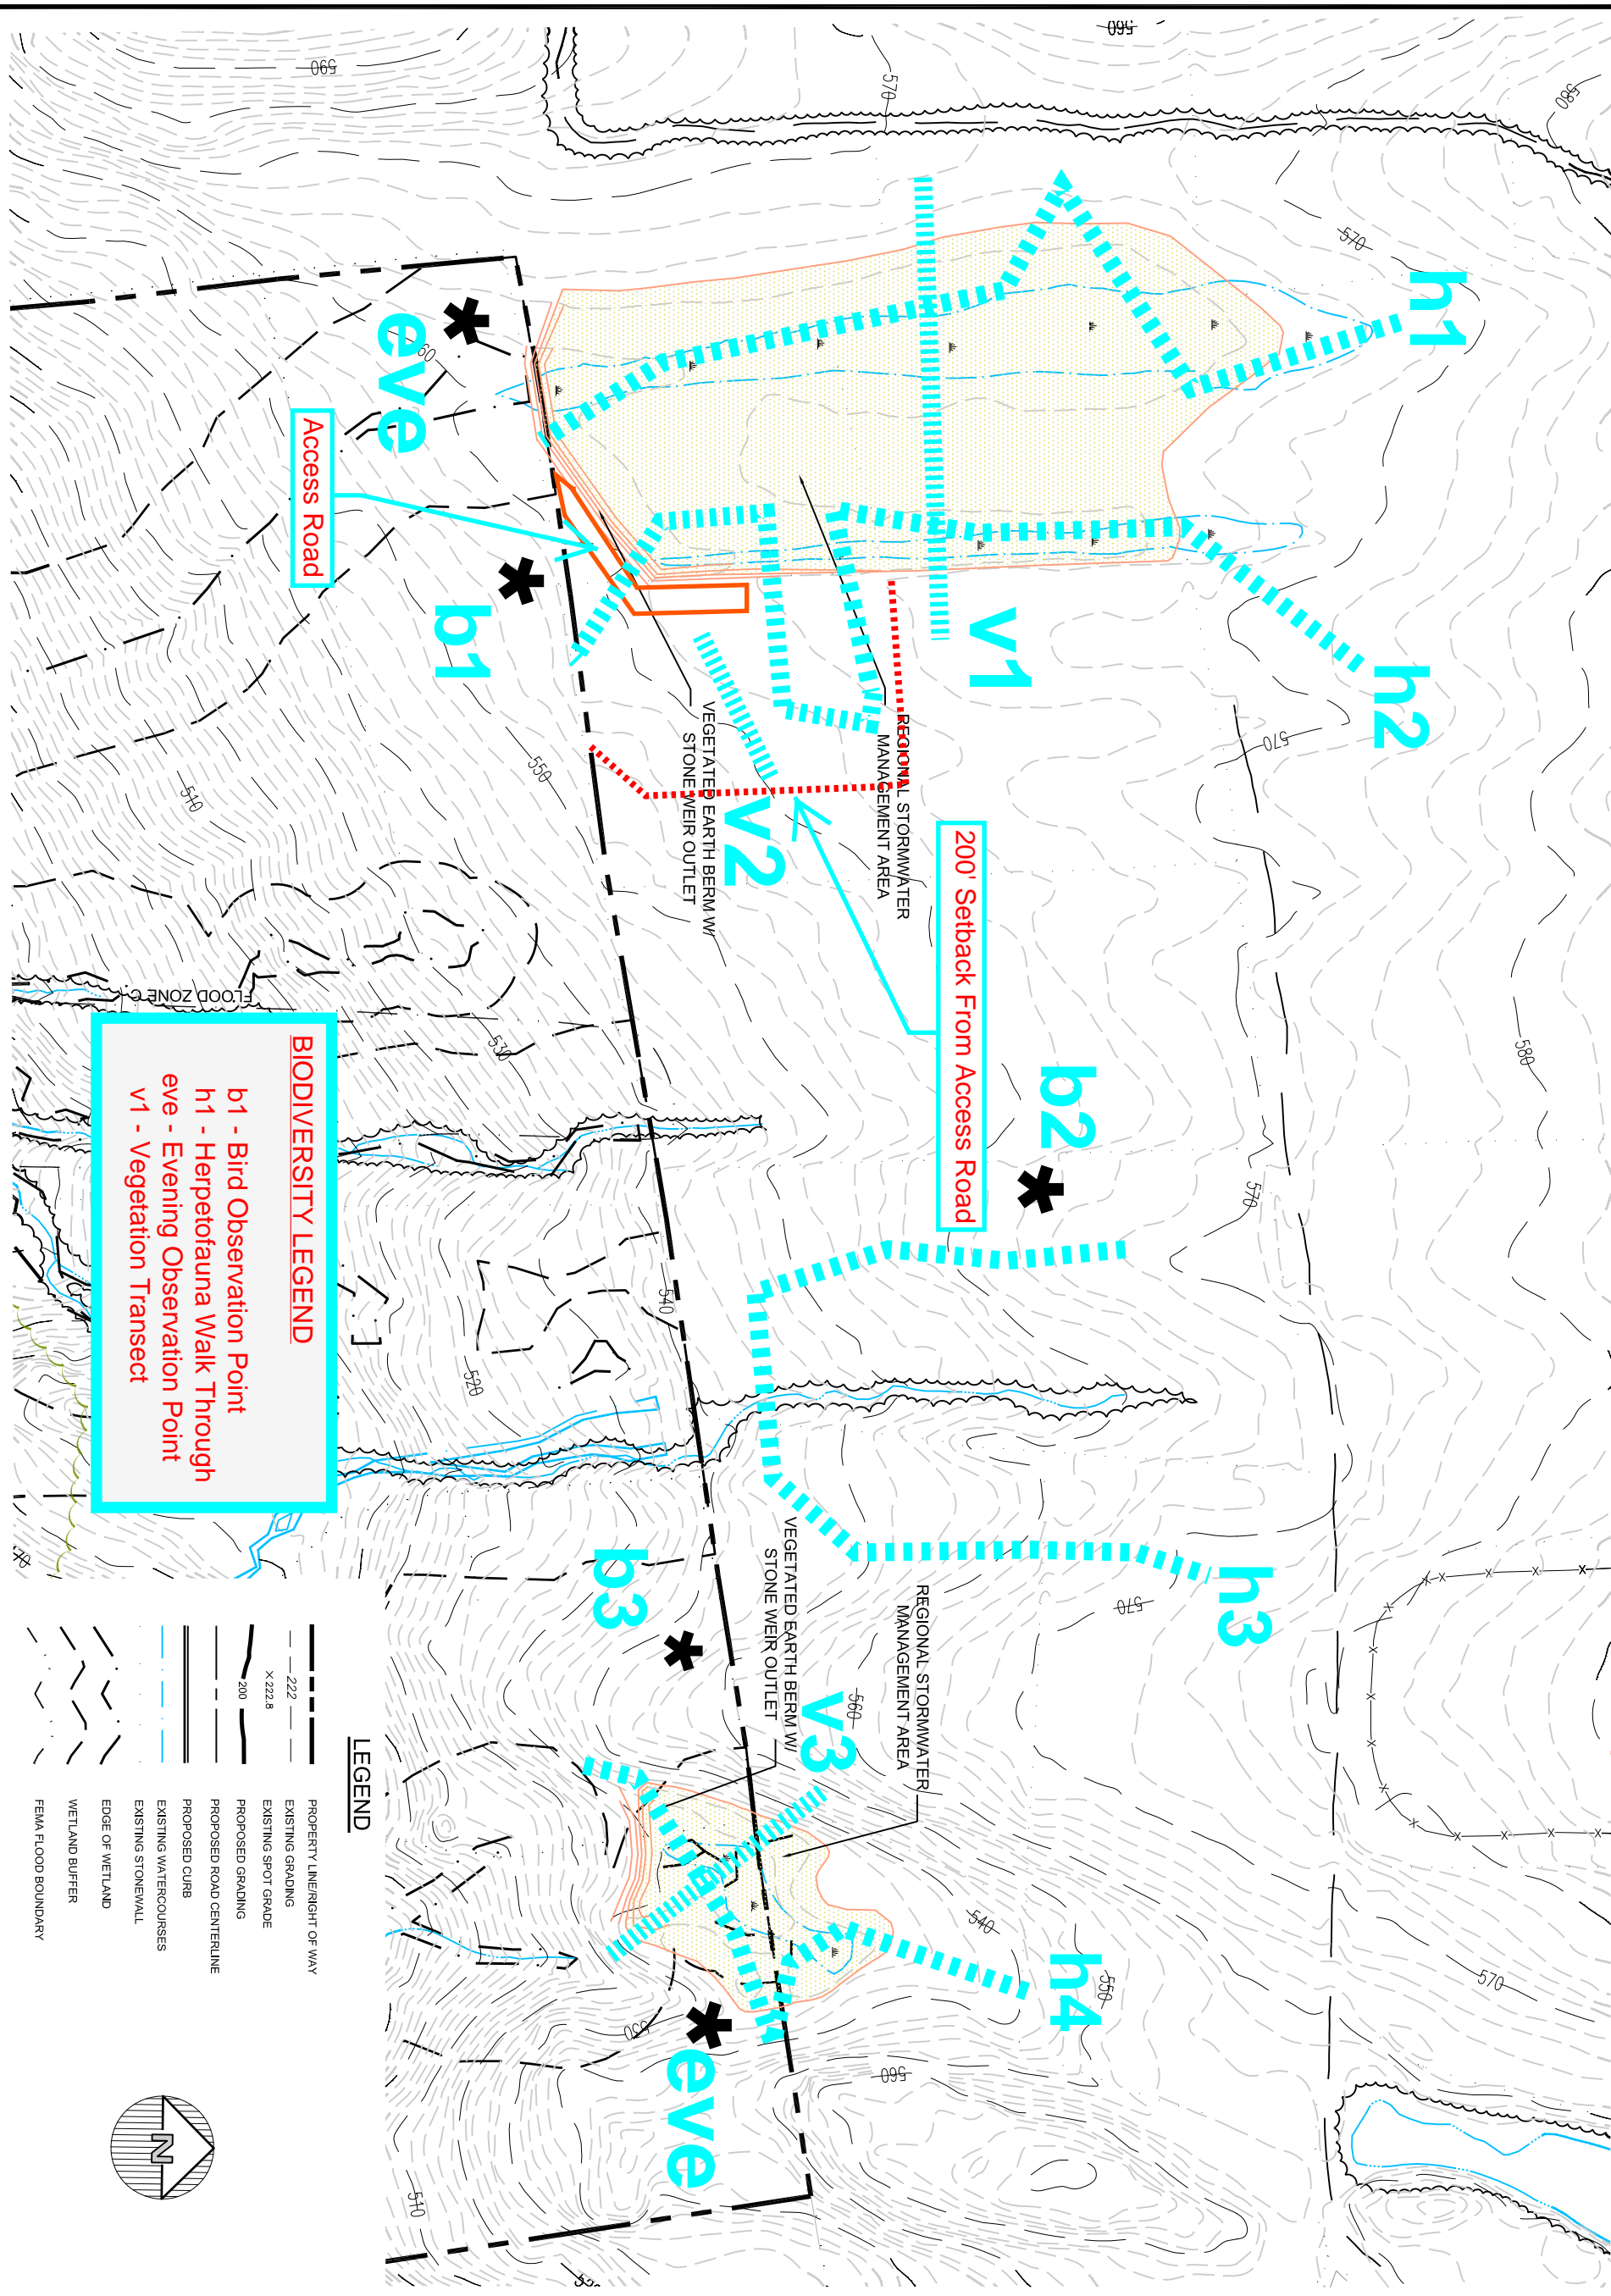 560
590
570
580
570
h1
eve
60
Access Road
b1
v1
h2
REGIONAL STORMWATER
MANAGEMENT AREA
VEGETATED EARTH BERM W/
STONE WEIR OUTLET
570
550
510
v2
200' Setback From Access Road
b2
580
570
530
FLOOD ZONE C
540
520
BIODIVERSITY LEGEND
b1 - Bird Observation Point
h1 - Herpetofauna Walk Through
eve - Evening Observation Point
v1 - Vegetation Transect
b3
h3
570
VEGETATED EARTH BERM W/
STONE WEIR OUTLET
REGIONAL STORMWATER
MANAGEMENT AREA
560
v3
540
550
h4
570
530
560
eve
510
LEGEND
PROPERTY LINE/RIGHT OF WAY
222 EXISTING GRADING
X 222.8 EXISTING SPOT GRADE
200 PROPOSED GRADING
PROPOSED ROAD CENTERLINE
PROPOSED CURB
EXISTING WATERCOURSES
EXISTING STONEWALL
EDGE OF WETLAND
WETLAND BUFFER
FEMA FLOOD BOUNDARY
N